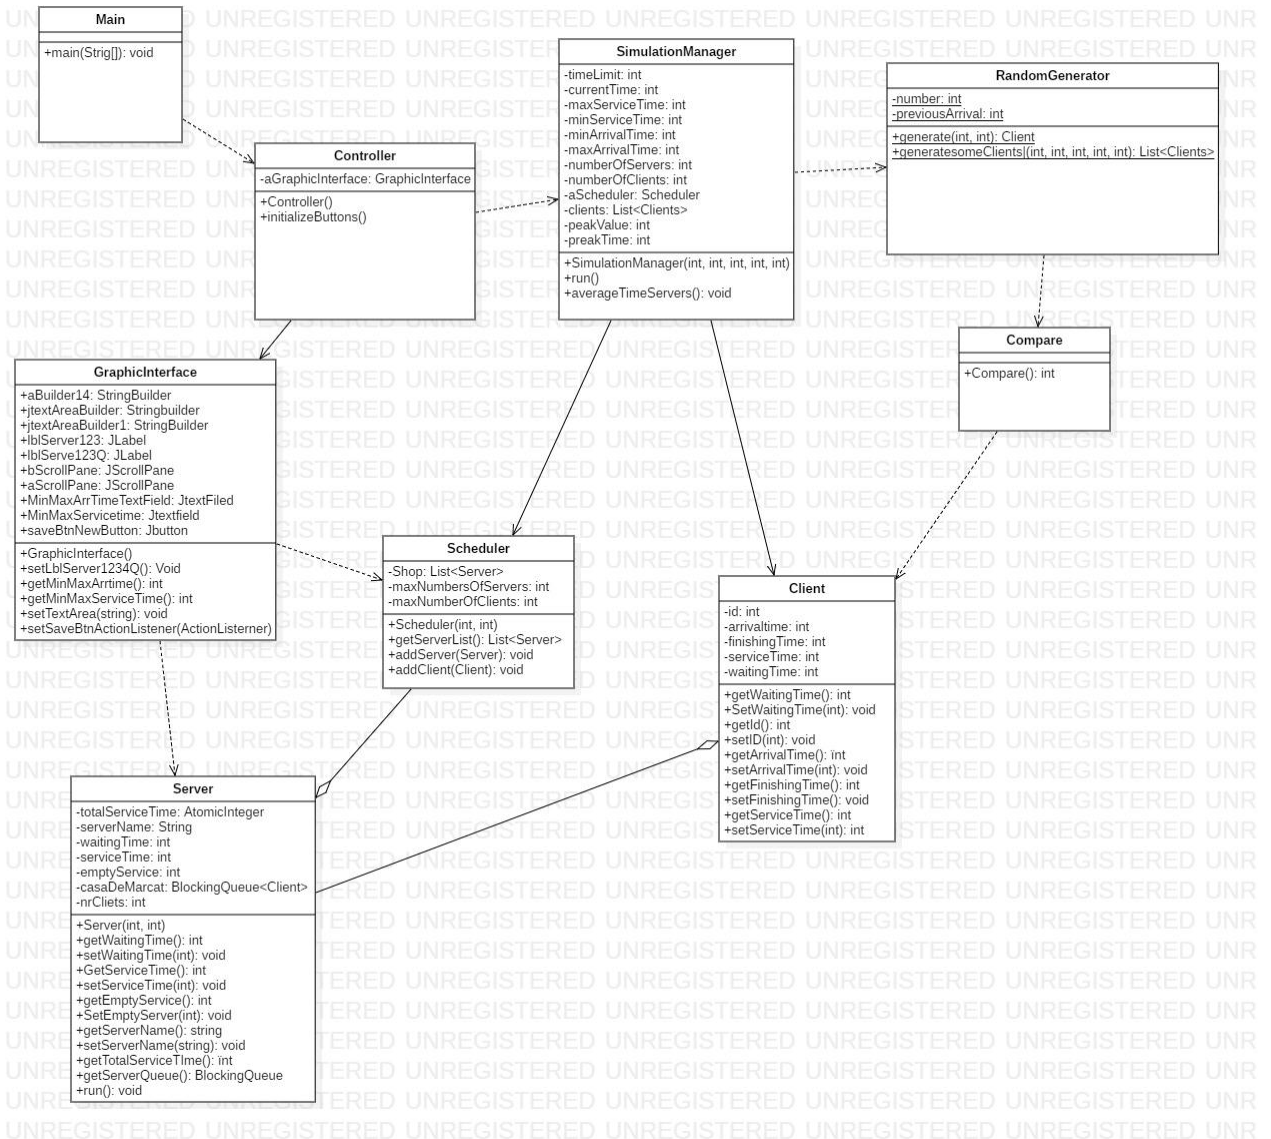 Main
+main(Strig[]): void
Controller
-aGraphicInterface: GraphicInterface
+Controller()
+initializeButtons()
SimulationManager
-timeLimit: int
-currentTime: int
-maxServiceTime: int
-minServiceTime: int
-minArrivalTime: int
-maxArrivalTime: int
-numberOfServers: int
-numberOfClients: int
-aScheduler: Scheduler
-clients: List<Clients>
-peakValue: int
-preakTime: int
+SimulationManager(int, int, int, int, int)
+run()
+averageTimeServers(): void
RandomGenerator
-number: int
-previousArrival: int
+generate(int, int): Client
+generatesomeClients|(int, int, int, int, int): List<Clients>
Compare
+Compare(): int
GraphicInterface
+aBuilder14: StringBuilder
+jtextAreaBuilder: Stringbuilder
+jtextAreaBuilder1: StringBuilder
+lblServer123: JLabel
+lblServe123Q: JLabel
+bScrollPane: JScrollPane
+aScrollPane: JScrollPane
+MinMaxArrTimeTextField: JtextFiled
+MinMaxServicetime: Jtextfield
+saveBtnNewButton: Jbutton
+GraphicInterface()
+setLblServer1234Q(): Void
+getMinMaxArrtime(): int
+getMinMaxServiceTime(): int
+setTextArea(string): void
+setSaveBtnActionListener(ActionListerner)
Scheduler
-Shop: List<Server>
-maxNumbersOfServers: int
-maxNumberOfClients: int
+Scheduler(int, int)
+getServerList(): List<Server>
+addServer(Server): void
+addClient(Client): void
Client
-id: int
-arrivaltime: int
-finishingTime: int
-serviceTime: int
-waitingTime: int
+getWaitingTime(): int
+SetWaitingTime(int): void
+getId(): int
+setID(int): void
+getArrivalTime(): ïnt
+setArrivalTime(int): void
+getFinishingTime(): int
+setFinishingTime(): void
+getServiceTime(): int
+setServiceTime(int): int
Server
-totalServiceTime: AtomicInteger
-serverName: String
-waitingTime: int
-serviceTime: int
-emptyService: int
-casaDeMarcat: BlockingQueue<Client>
-nrCliets: int
+Server(int, int)
+getWaitingTime(): int
+setWaitingTime(int): void
+GetServiceTime(): int
+setServiceTime(int): void
+getEmptyService(): int
+SetEmptyServer(int): void
+getServerName(): string
+setServerName(string): void
+getTotalServiceTIme(): ïnt
+getServerQueue(): BlockingQueue
+run(): void